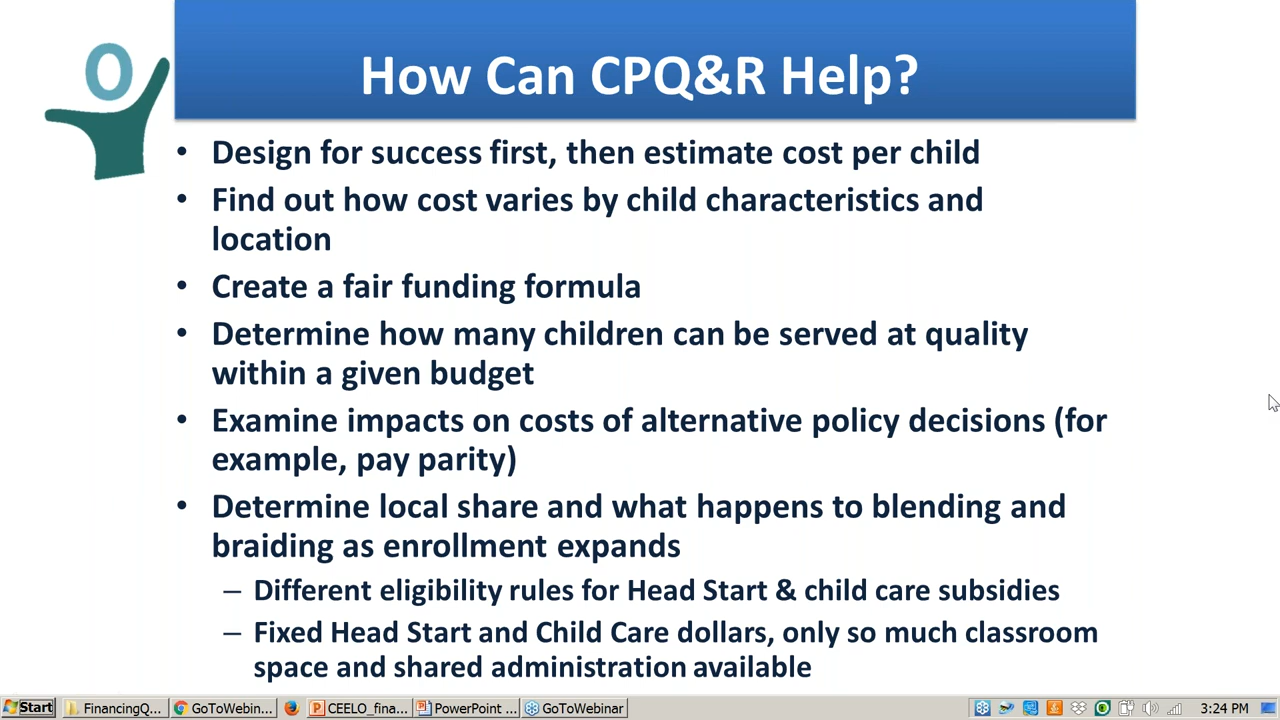 How Can CPQ&R Help?
• Design for success first, then estimate cost per child
• Find out how cost varies by child characteristics and
location
• Create a fair funding formula
• Determine how many children can be served at quality
within a given budget
• Examine impacts on costs of alternative policy decisions (for
example, pay parity)
• Determine local share and what happens to blending and
braiding as enrollment expands
– Different eligibility rules for Head Start & child care subsidies
– Fixed Head Start and Child Care dollars, only so much classroom
space and shared administration available
Start FinancingQ... GoToWebin... CEELO_fina... PowerPoint ... GoToWebinar 3:24 PM